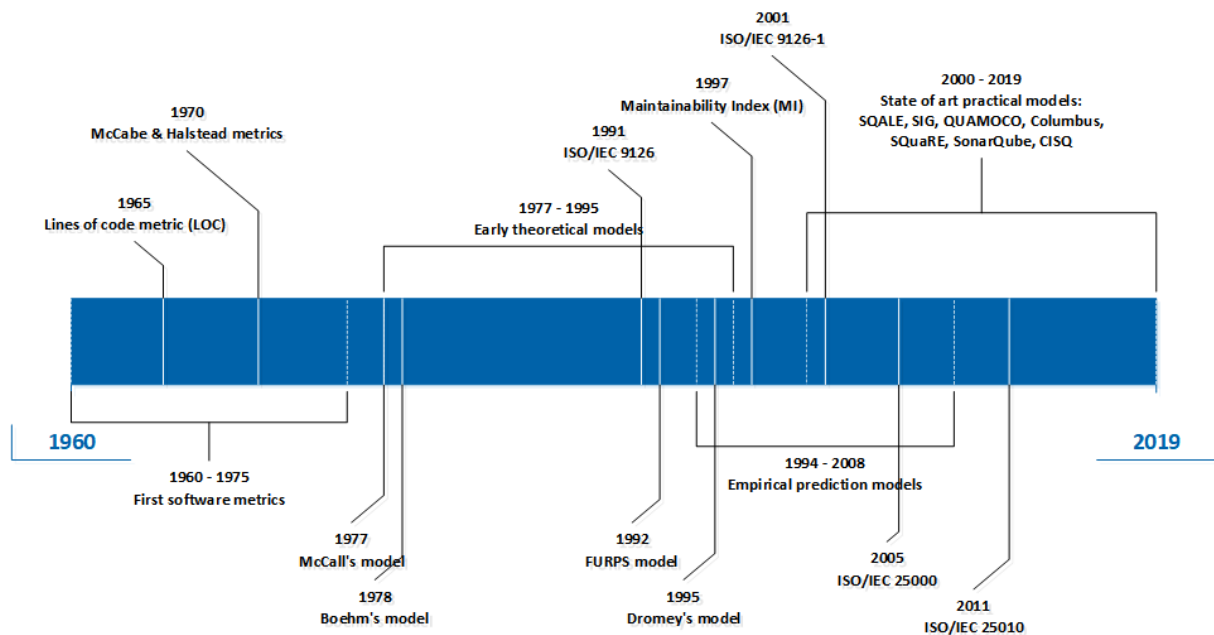 2001
ISO/IEC 9126-1
2000 - 2019
State of art practical models:
SQALE, SIG, QUAMOCO, Columbus,
SQuaRE, SonarQube, CISQ
1997
Maintainability Index (MI)
1970
McCabe & Halstead metrics
1991
ISO/IEC 9126
1965
Lines of code metric (LOC)
1977 - 1995
Early theoretical models
1960
2019
1960 - 1975
First software metrics
1994 - 2008
Empirical prediction models
1977
McCall's model
1992
FURPS model
2005
ISO/IEC 25000
1978
Boehm's model
1995
Dromey's model
2011
ISO/IEC 25010